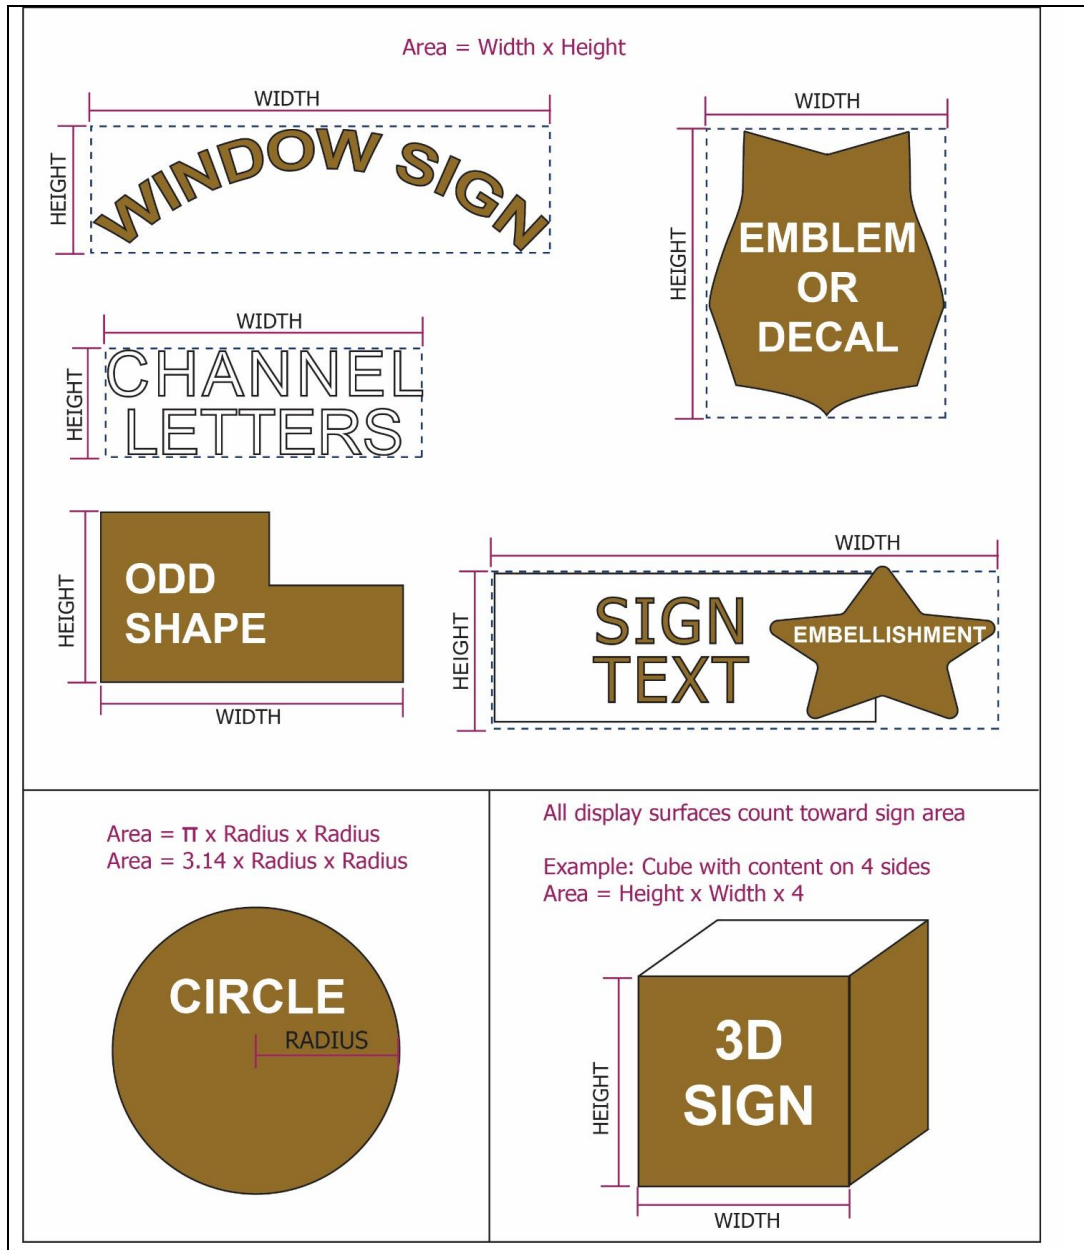 Area = Width x Height
WIDTH
HEIGHT
WINDOW SIGN
WIDTH
HEIGHT
EMBLEM
OR
DECAL
WIDTH
HEIGHT
CHANNEL
LETTERS
HEIGHT
ODD
SHAPE
WIDTH
WIDTH
HEIGHT
SIGN
TEXT
EMBELLISHMENT
Area = π x Radius x Radius
Area = 3.14 x Radius x Radius
CIRCLE
RADIUS
All display surfaces count toward sign area
Example: Cube with content on 4 sides
Area = Height x Width x 4
HEIGHT
3D
SIGN
WIDTH